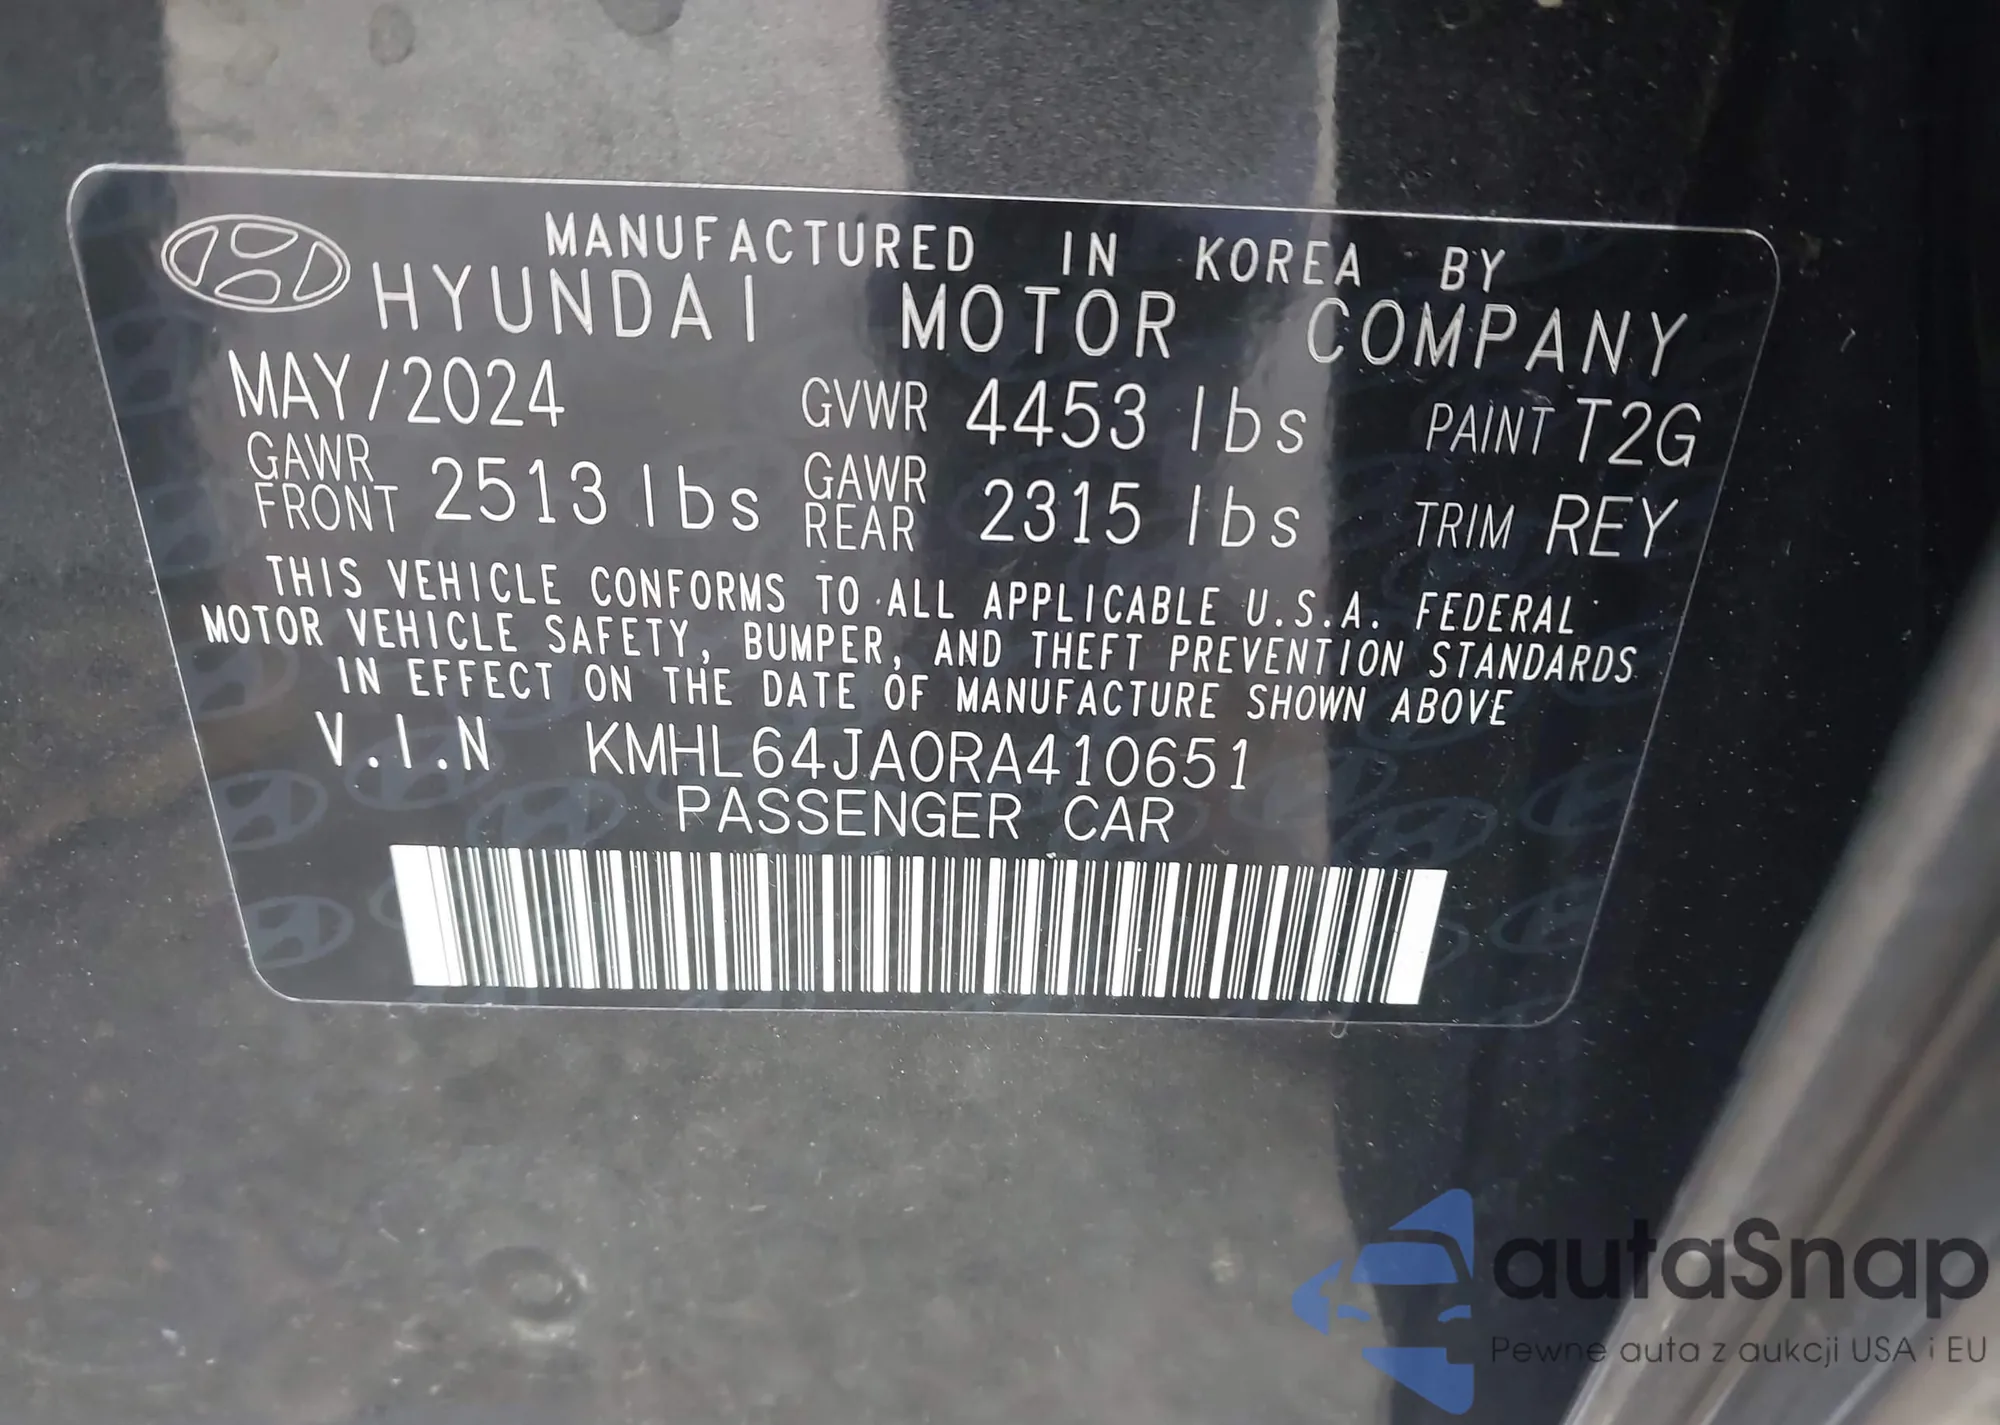 MANUFACTURED IN KOREA BY
HYUNDAI MOTOR COMPANY
MAY/2024 GVWR 4453 lbs PAINT T2G
GAWR FRONT 2513 lbs GAWR REAR 2315 lbs TRIM REY
THIS VEHICLE CONFORMS TO ALL APPLICABLE U.S.A. FEDERAL
MOTOR VEHICLE SAFETY, BUMPER, AND THEFT PREVENTION STANDARDS
IN EFFECT ON THE DATE OF MANUFACTURE SHOWN ABOVE
V.I.N KMHL64JA0RA410651
PASSENGER CAR
autaSnap
Pewne auta z aukcji USA i EU